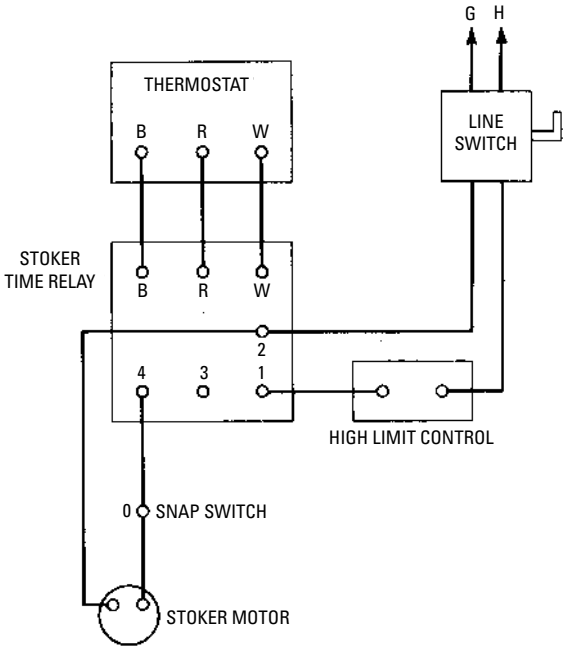 G H
THERMOSTAT
B R W
LINE
SWITCH
STOKER
TIME RELAY
B R W
2
4 3 1
HIGH LIMIT CONTROL
0 SNAP SWITCH
STOKER MOTOR